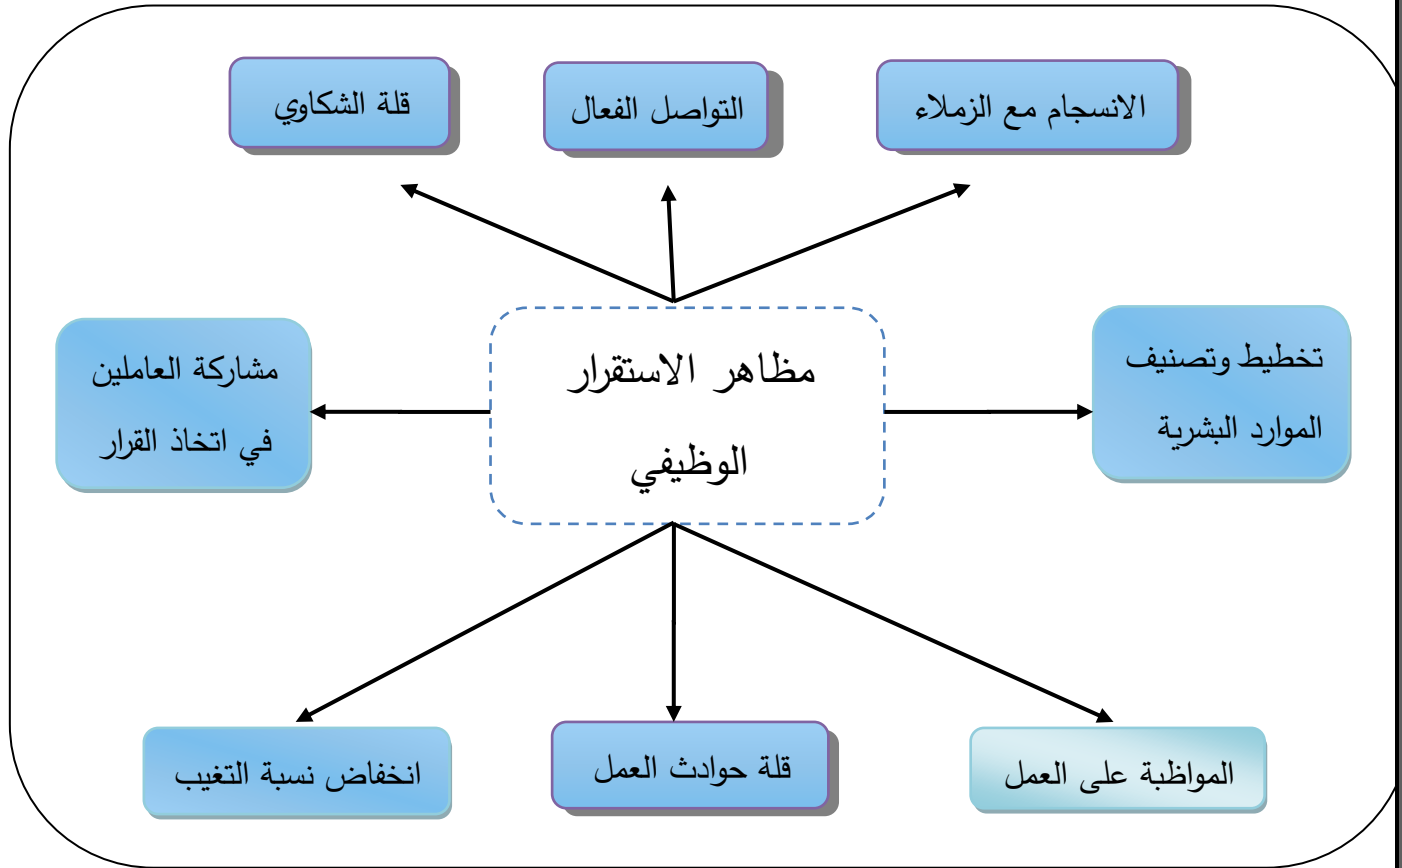 الانسجام مع الزملاء
التواصل الفعال
قلة الشكاوي
تخطيط وتصنيف
الموارد البشرية
مظاهر الاستقرار
الوظيفي
مشاركة العاملين
في اتخاذ القرار
المواظبة على العمل
قلة حوادث العمل
انخفاض نسبة التغيب